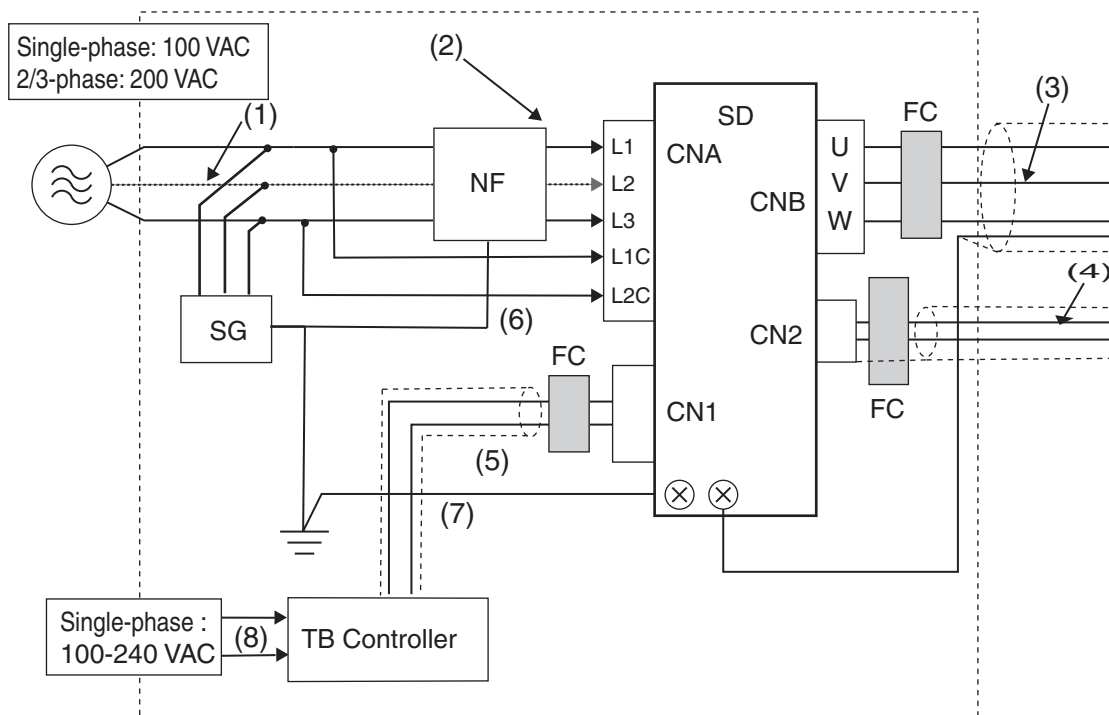 Single-phase: 100 VAC
2/3-phase: 200 VAC
(1)
(2)
(3)
SD
FC
CNA
CNB
L1
L2
L3
L1C
L2C
U
V
W
NF
SG
(4)
(6)
CN2
FC
FC
CN1
(5)
(7)
Single-phase :
100-240 VAC
(8)
TB Controller